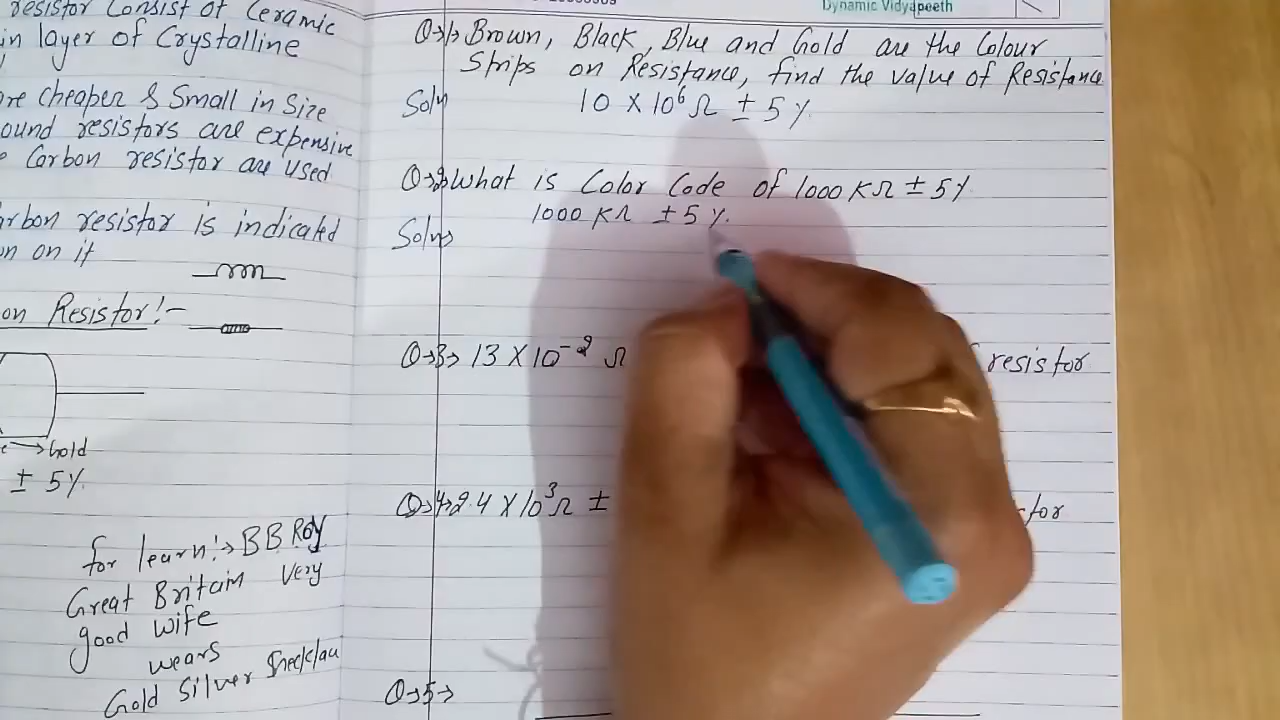 resistor consist of Ceramic
in layer of Crystalline
are cheaper & Small in Size
ound resistors are expensive
Carbon resistor are used
arbon resistor is indicated
on it
on Resistor:-
Gold
± 5%
for learn:→ BB ROY
Great Britain Very
good wife
wears
Gold Silver
Dynamic Vidyapeeth
Q→1→ Brown, Black, Blue and Gold are the Colour
Strips on Resistance, find the value of Resistance
Soln 10 × 10⁶ Ω ± 5%
Q→2→ What is Color Code of 1000 KΩ ± 5%
1000 KΩ ± 5%.
Soln→
Q→3→ 13 × 10⁻² Ω resistor
Q→4→ 2.4 × 10³ Ω ± stor
Q→5→